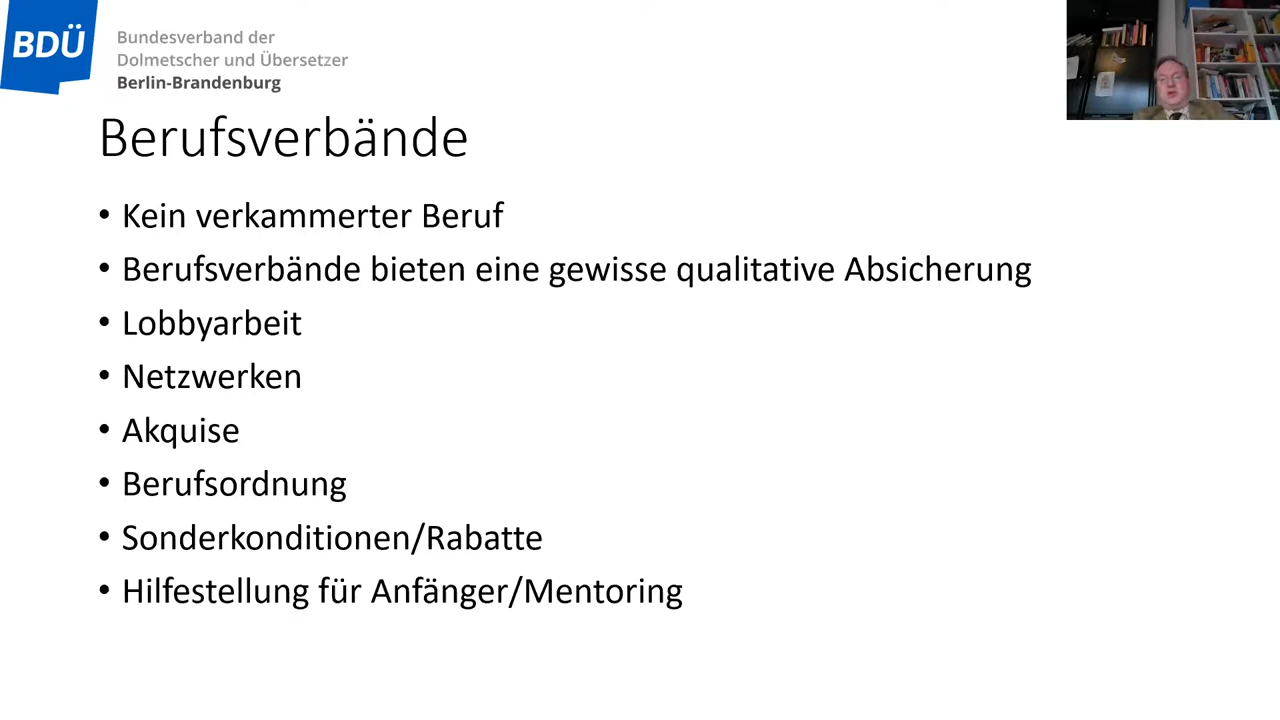 BDÜ
Bundesverband der
Dolmetscher und Übersetzer
Berlin-Brandenburg
Berufsverbände
• Kein verkammerter Beruf
• Berufsverbände bieten eine gewisse qualitative Absicherung
• Lobbyarbeit
• Netzwerken
• Akquise
• Berufsordnung
• Sonderkonditionen/Rabatte
• Hilfestellung für Anfänger/Mentoring